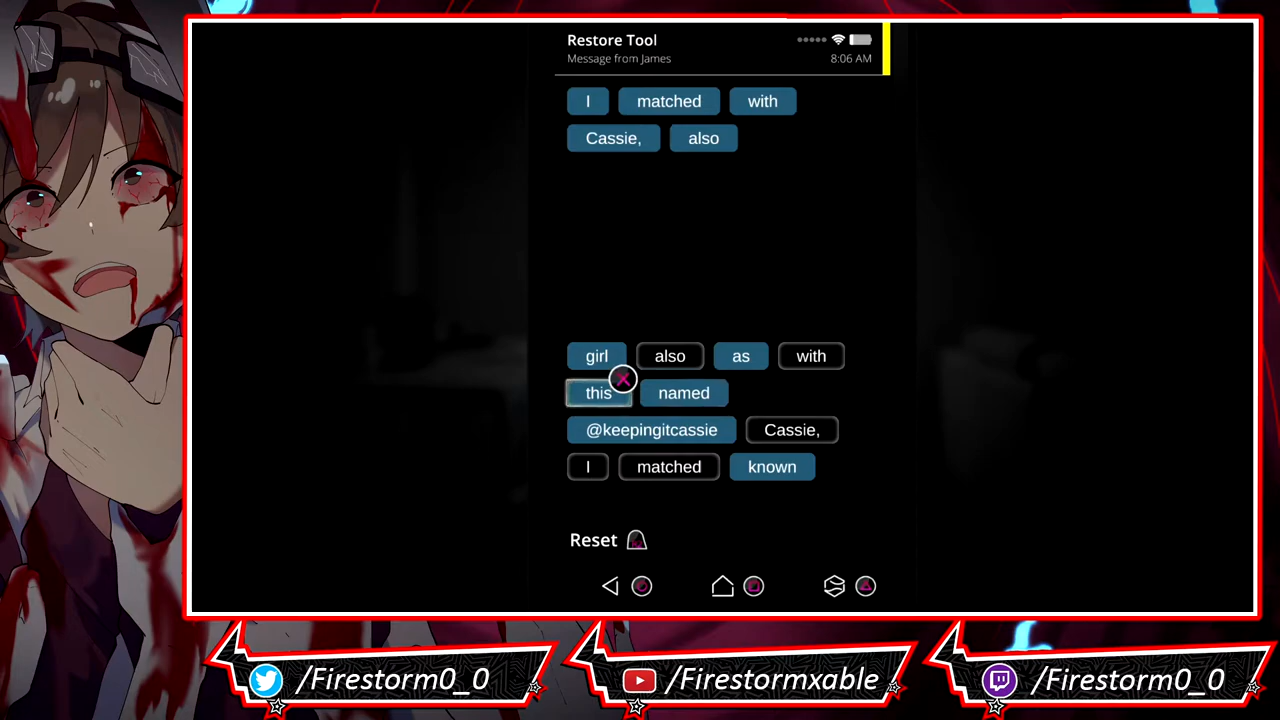 Restore Tool
Message from James
8:06 AM
I matched with
Cassie, also
girl also as with
this named
@keepingitcassie Cassie,
I matched known
Reset
/Firestorm0_0 /Firestormxable /Firestorm0_0